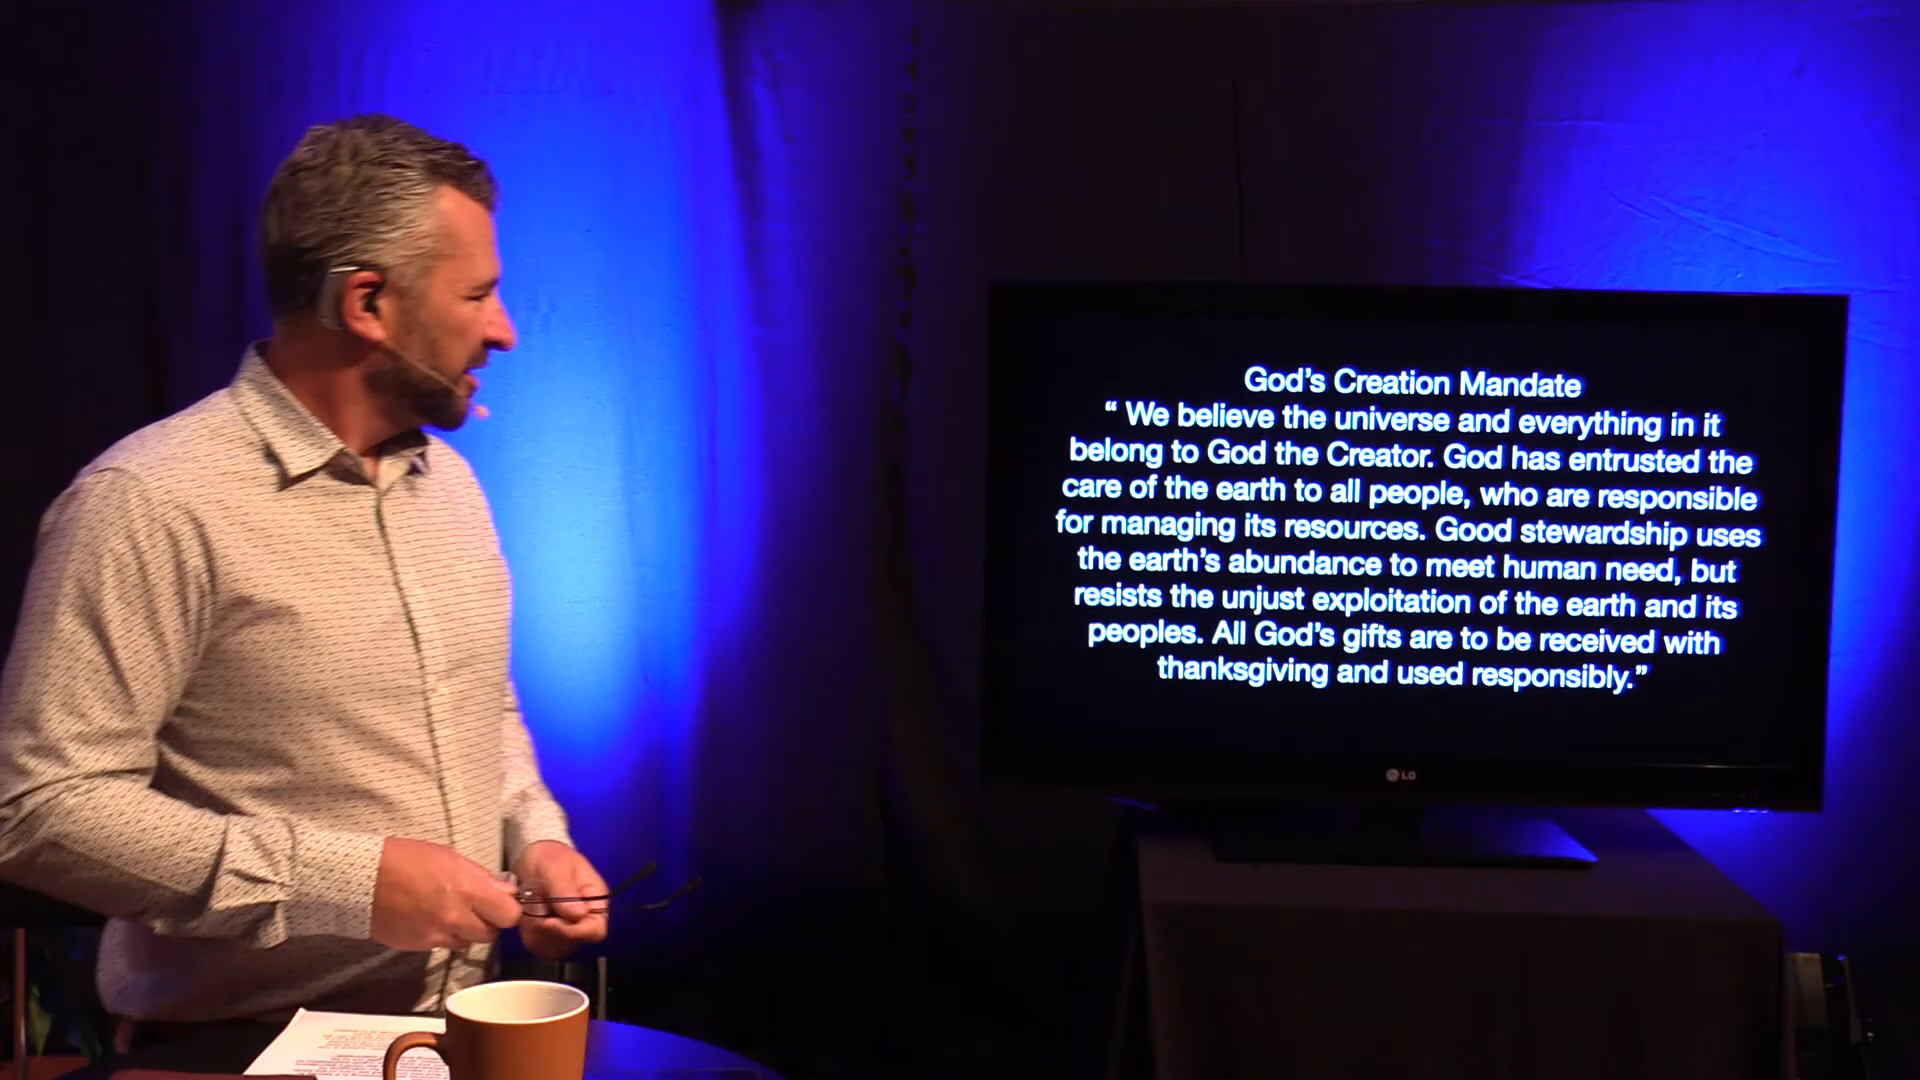 God's Creation Mandate
“ We believe the universe and everything in it
belong to God the Creator. God has entrusted the
care of the earth to all people, who are responsible
for managing its resources. Good stewardship uses
the earth's abundance to meet human need, but
resists the unjust exploitation of the earth and its
peoples. All God's gifts are to be received with
thanksgiving and used responsibly.”
LG